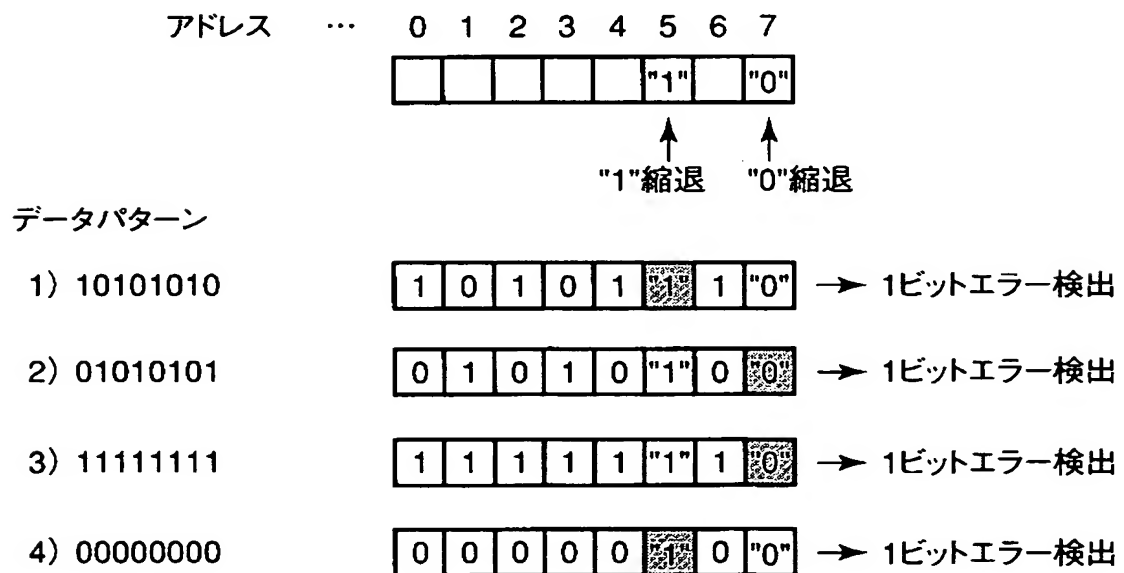 アドレス … 0 1 2 3 4 5 6 7
"1" "0"
"1"縮退 "0"縮退
データパターン
1) 10101010 1 0 1 0 1 "1" 1 "0" → 1ビットエラー検出
2) 01010101 0 1 0 1 0 "1" 0 "0" → 1ビットエラー検出
3) 11111111 1 1 1 1 1 "1" 1 "0" → 1ビットエラー検出
4) 00000000 0 0 0 0 0 "1" 0 "0" → 1ビットエラー検出